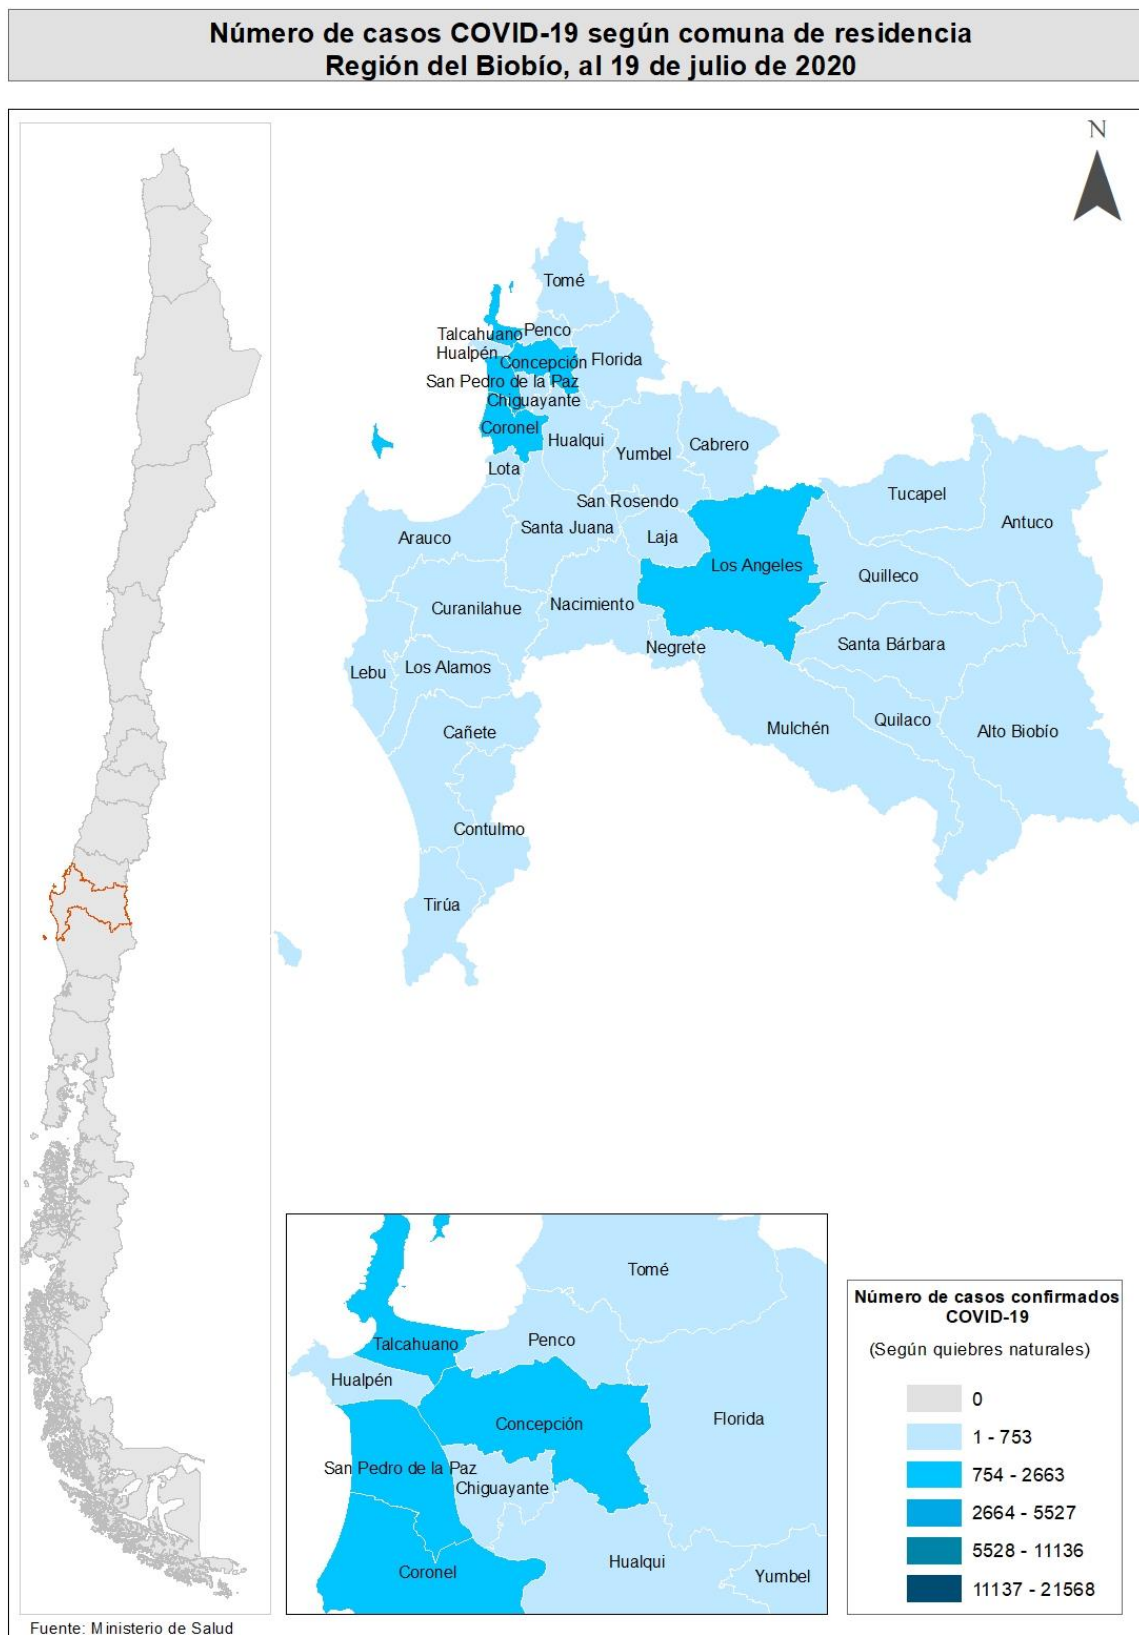 Número de casos COVID-19 según comuna de residencia
Región del Biobío, al 19 de julio de 2020
N
Tomé
Talcahuano
Penco
Hualpén
Concepción
Florida
San Pedro de la Paz
Chiguayante
Coronel
Hualqui
Yumbel
Cabrero
Lota
Tucapel
San Rosendo
Antuco
Santa Juana
Arauco
Laja
Los Angeles
Quilleco
Curanilahue
Nacimiento
Santa Bárbara
Negrete
Lebu
Los Alamos
Quilaco
Mulchén
Alto Biobío
Cañete
Contulmo
Tirúa
Tomé
Talcahuano
Penco
Hualpén
Florida
Concepción
San Pedro de la Paz
Chiguayante
Hualqui
Coronel
Yumbel
Número de casos confirmados
COVID-19
(Según quiebres naturales)
0
1 - 753
754 - 2663
2664 - 5527
5528 - 11136
11137 - 21568
Fuente: Ministerio de Salud